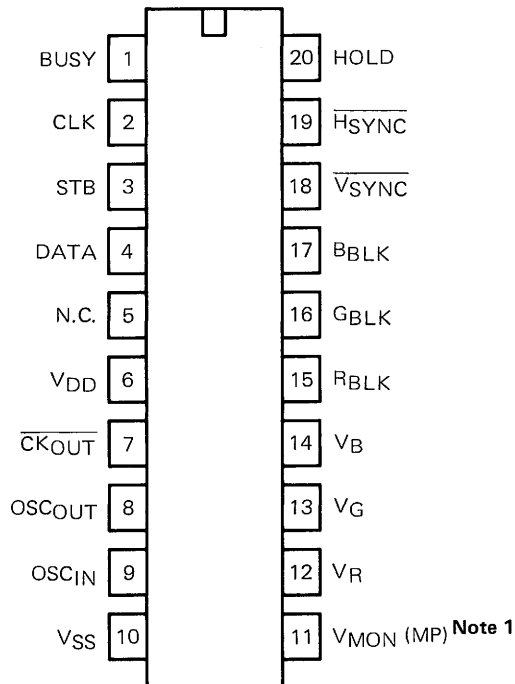 BUSY 1 20 HOLD
CLK 2 19 HSYNC
STB 3 18 VSYNC
DATA 4 17 BBLK
N.C. 5 16 GBLK
VDD 6 15 RBLK
CKOUT 7 14 VB
OSCOUT 8 13 VG
OSCIN 9 12 VR
VSS 10 11 VMON (MP) Note 1